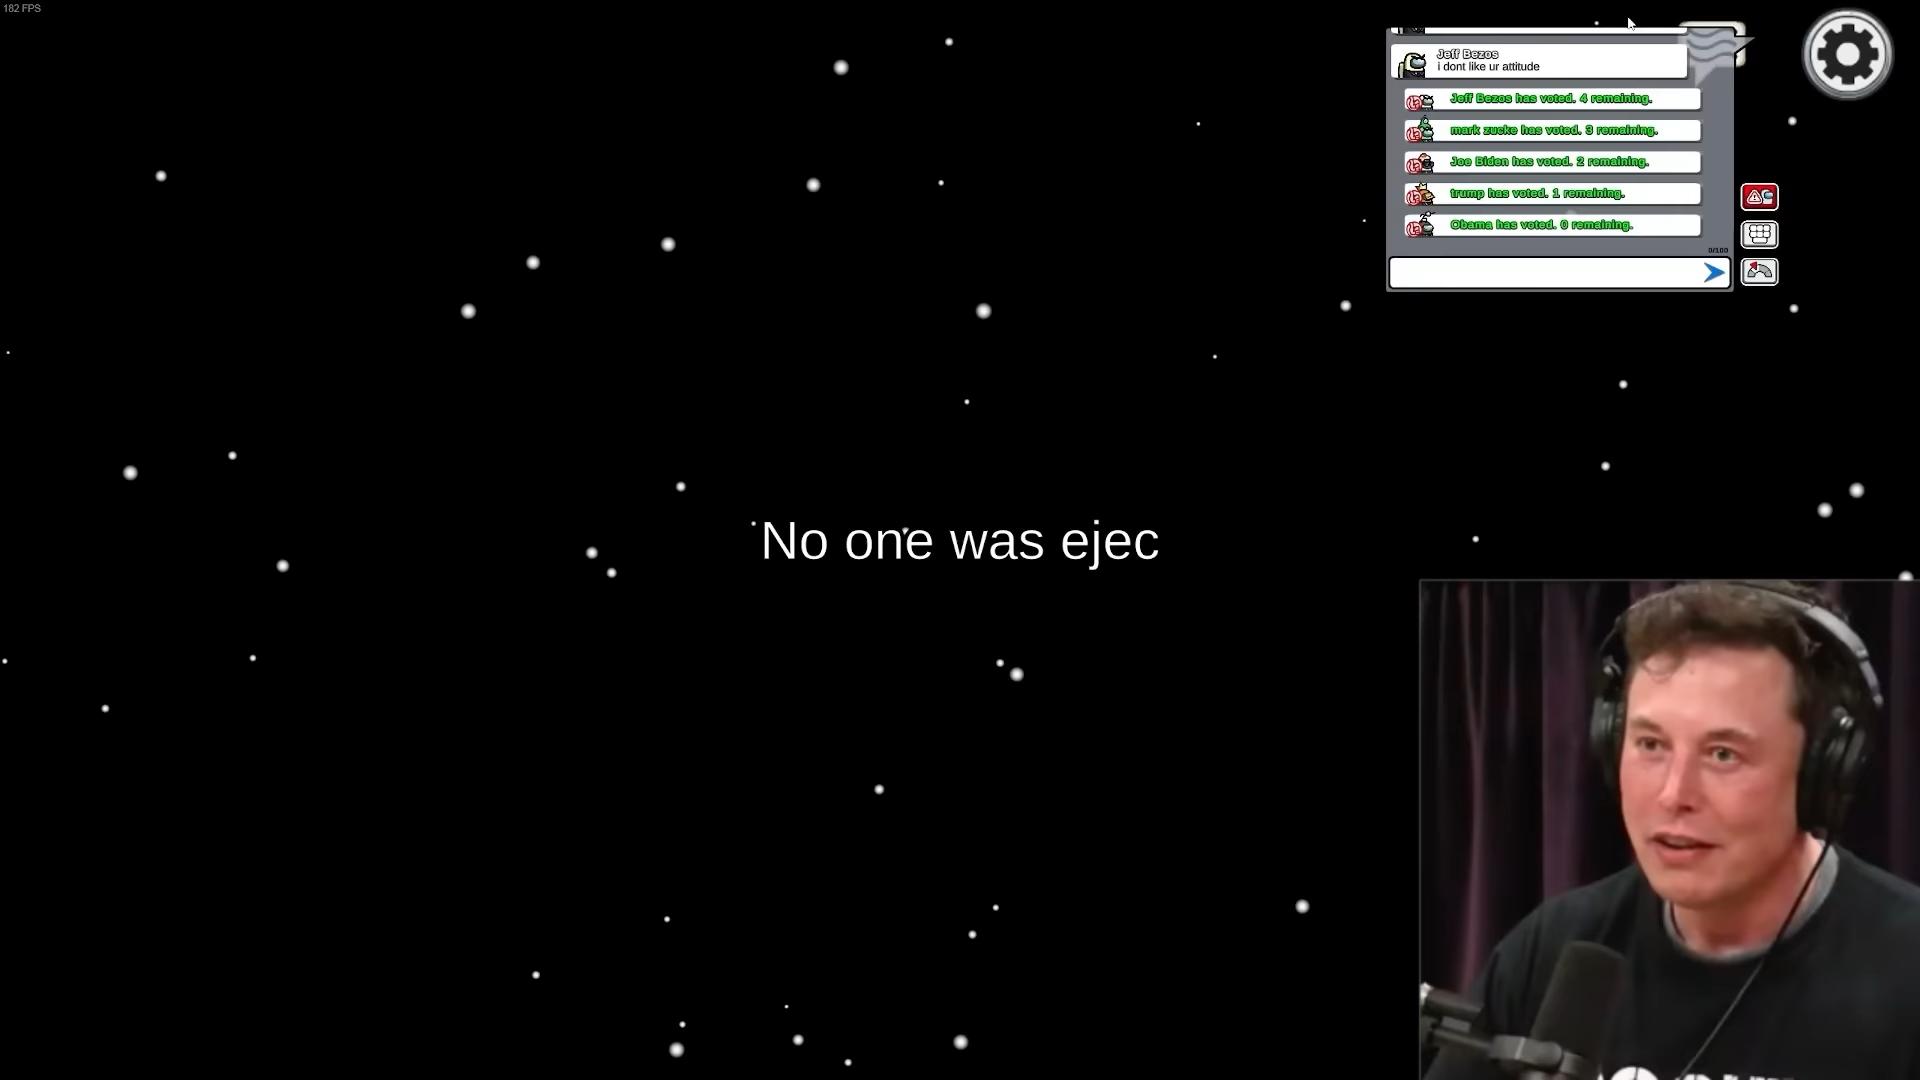 182 FPS
Jeff Bezos
i dont like ur attitude
Jeff Bezos has voted. 4 remaining.
mark zucke has voted. 3 remaining.
Joe Biden has voted. 2 remaining.
trump has voted. 1 remaining.
Obama has voted. 0 remaining.
0/100
No one was ejec